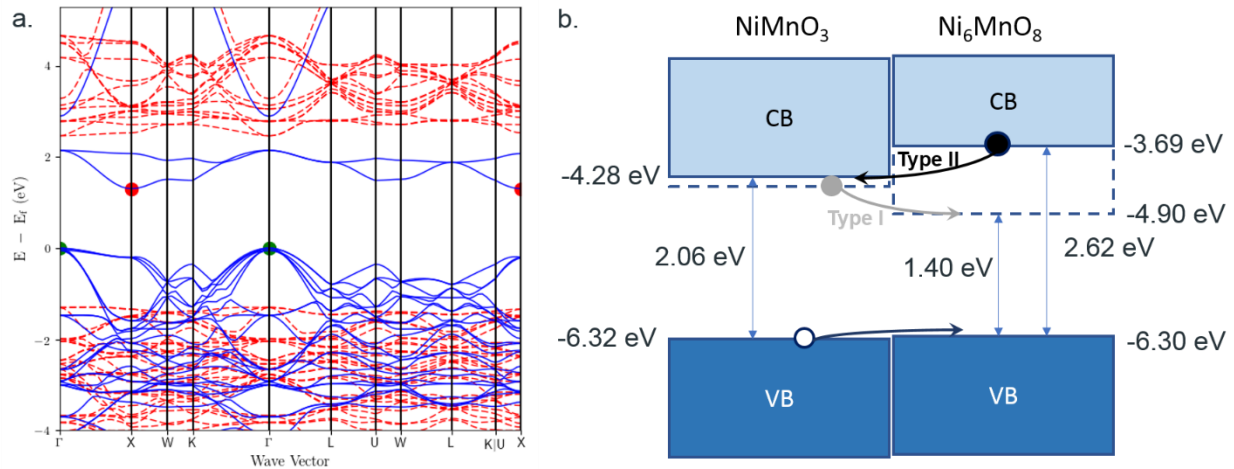 a.
E − E_f (eV)
4
2
0
−2
−4
Γ X W K Γ L U W L K|U X
Wave Vector
b.
NiMnO₃ Ni₆MnO₈
CB CB
Type II
-3.69 eV
-4.28 eV
Type I
-4.90 eV
2.06 eV
1.40 eV
2.62 eV
-6.32 eV
-6.30 eV
VB VB